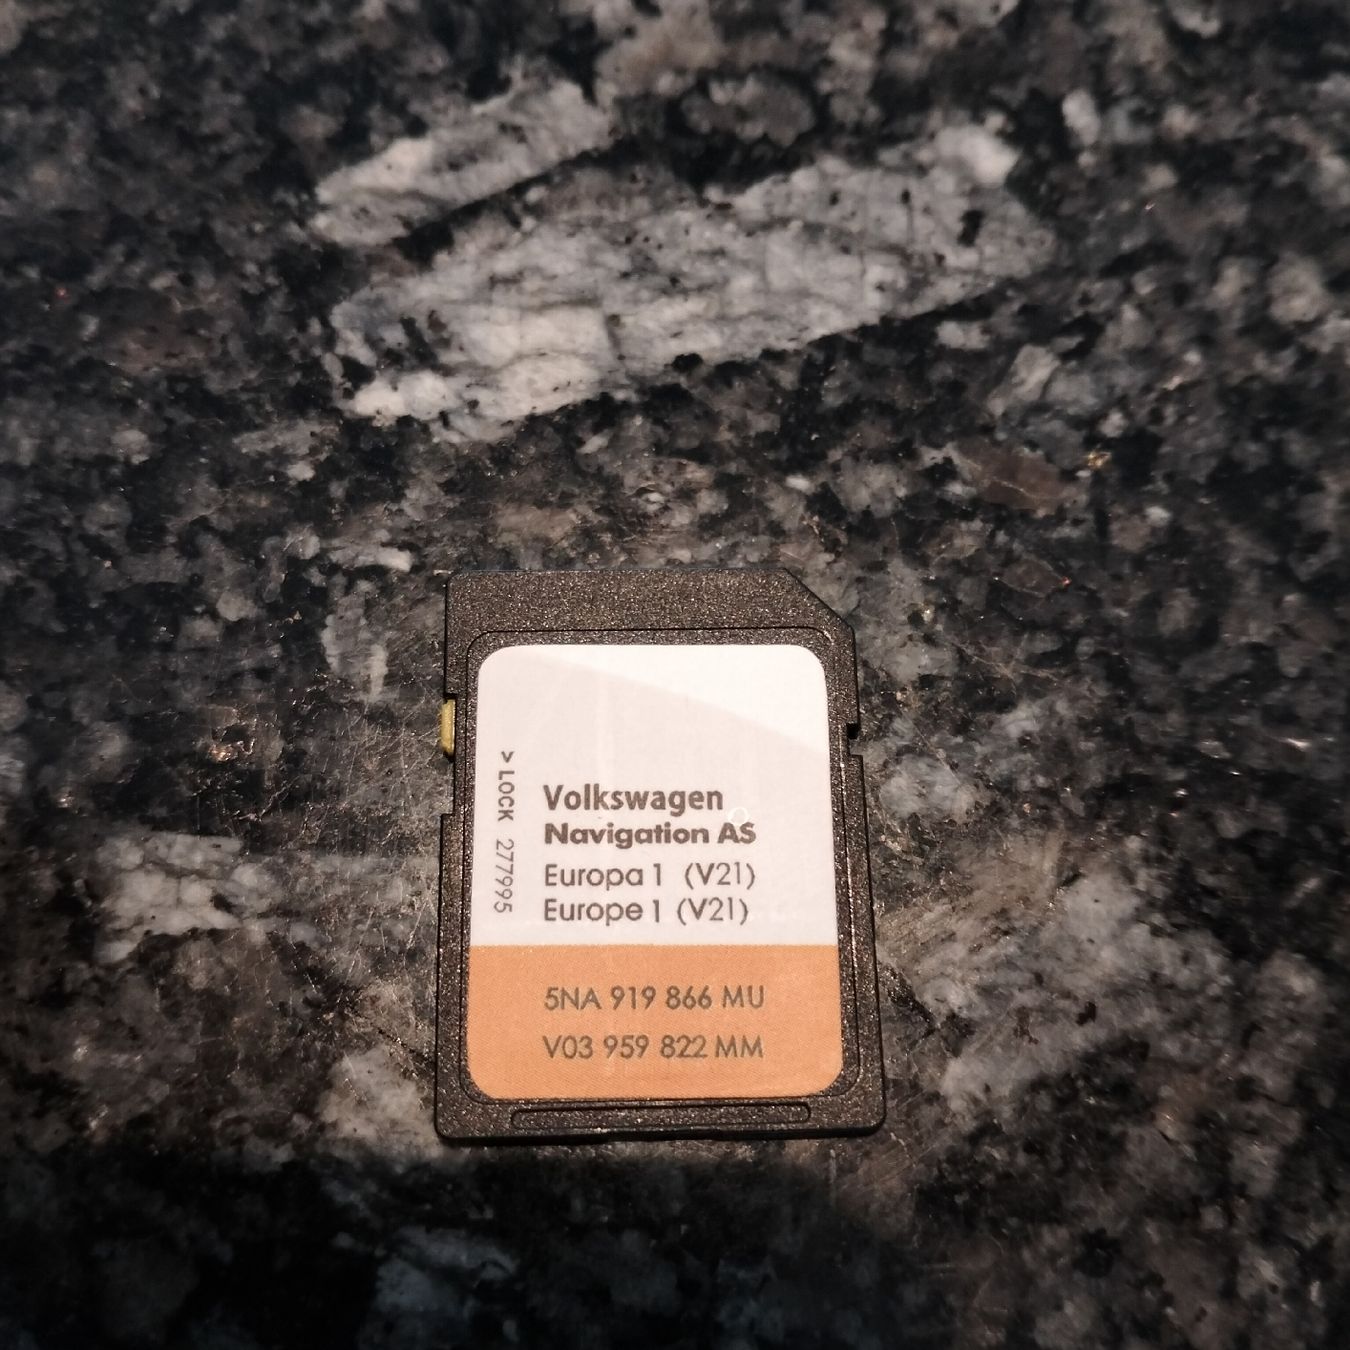 > LOCK 277995
Volkswagen
Navigation AS
Europa 1 (V21)
Europe 1 (V21)
5NA 919 866 MU
V03 959 822 MM